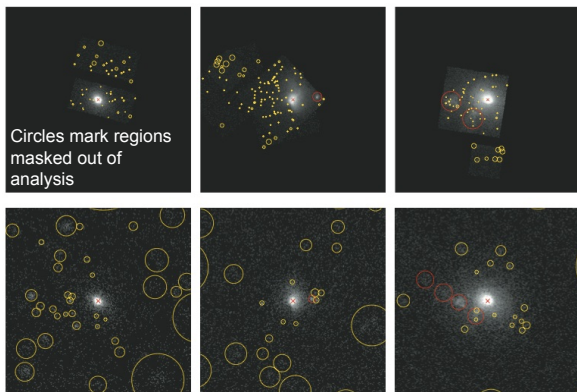 Circles mark regions
masked out of
analysis